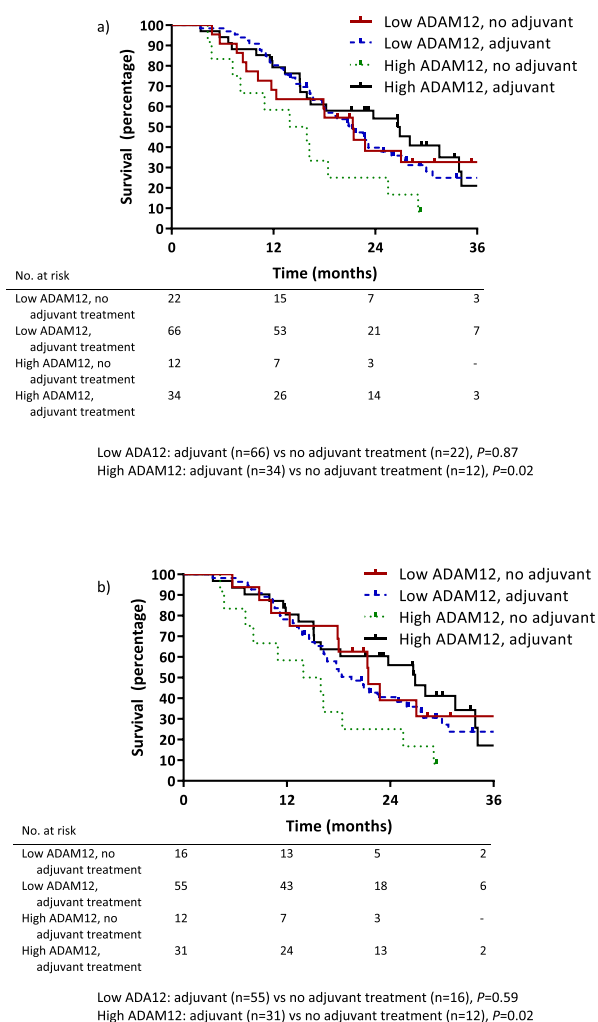 a)
Low ADAM12, no adjuvant
Low ADAM12, adjuvant
High ADAM12, no adjuvant
High ADAM12, adjuvant
Survival (percentage)
100
90
80
70
60
50
40
30
20
10
0
0 12 24 36
Time (months)
No. at risk
Low ADAM12, no 22 15 7 3
adjuvant treatment
Low ADAM12, 66 53 21 7
adjuvant treatment
High ADAM12, no 12 7 3 -
adjuvant treatment
High ADAM12, 34 26 14 3
adjuvant treatment
Low ADA12: adjuvant (n=66) vs no adjuvant treatment (n=22), P=0.87
High ADAM12: adjuvant (n=34) vs no adjuvant treatment (n=12), P=0.02
b)
Low ADAM12, no adjuvant
Low ADAM12, adjuvant
High ADAM12, no adjuvant
High ADAM12, adjuvant
Survival (percentage)
100
90
80
70
60
50
40
30
20
10
0
0 12 24 36
Time (months)
No. at risk
Low ADAM12, no 16 13 5 2
adjuvant treatment
Low ADAM12, 55 43 18 6
adjuvant treatment
High ADAM12, no 12 7 3 -
adjuvant treatment
High ADAM12, 31 24 13 2
adjuvant treatment
Low ADA12: adjuvant (n=55) vs no adjuvant treatment (n=16), P=0.59
High ADAM12: adjuvant (n=31) vs no adjuvant treatment (n=12), P=0.02